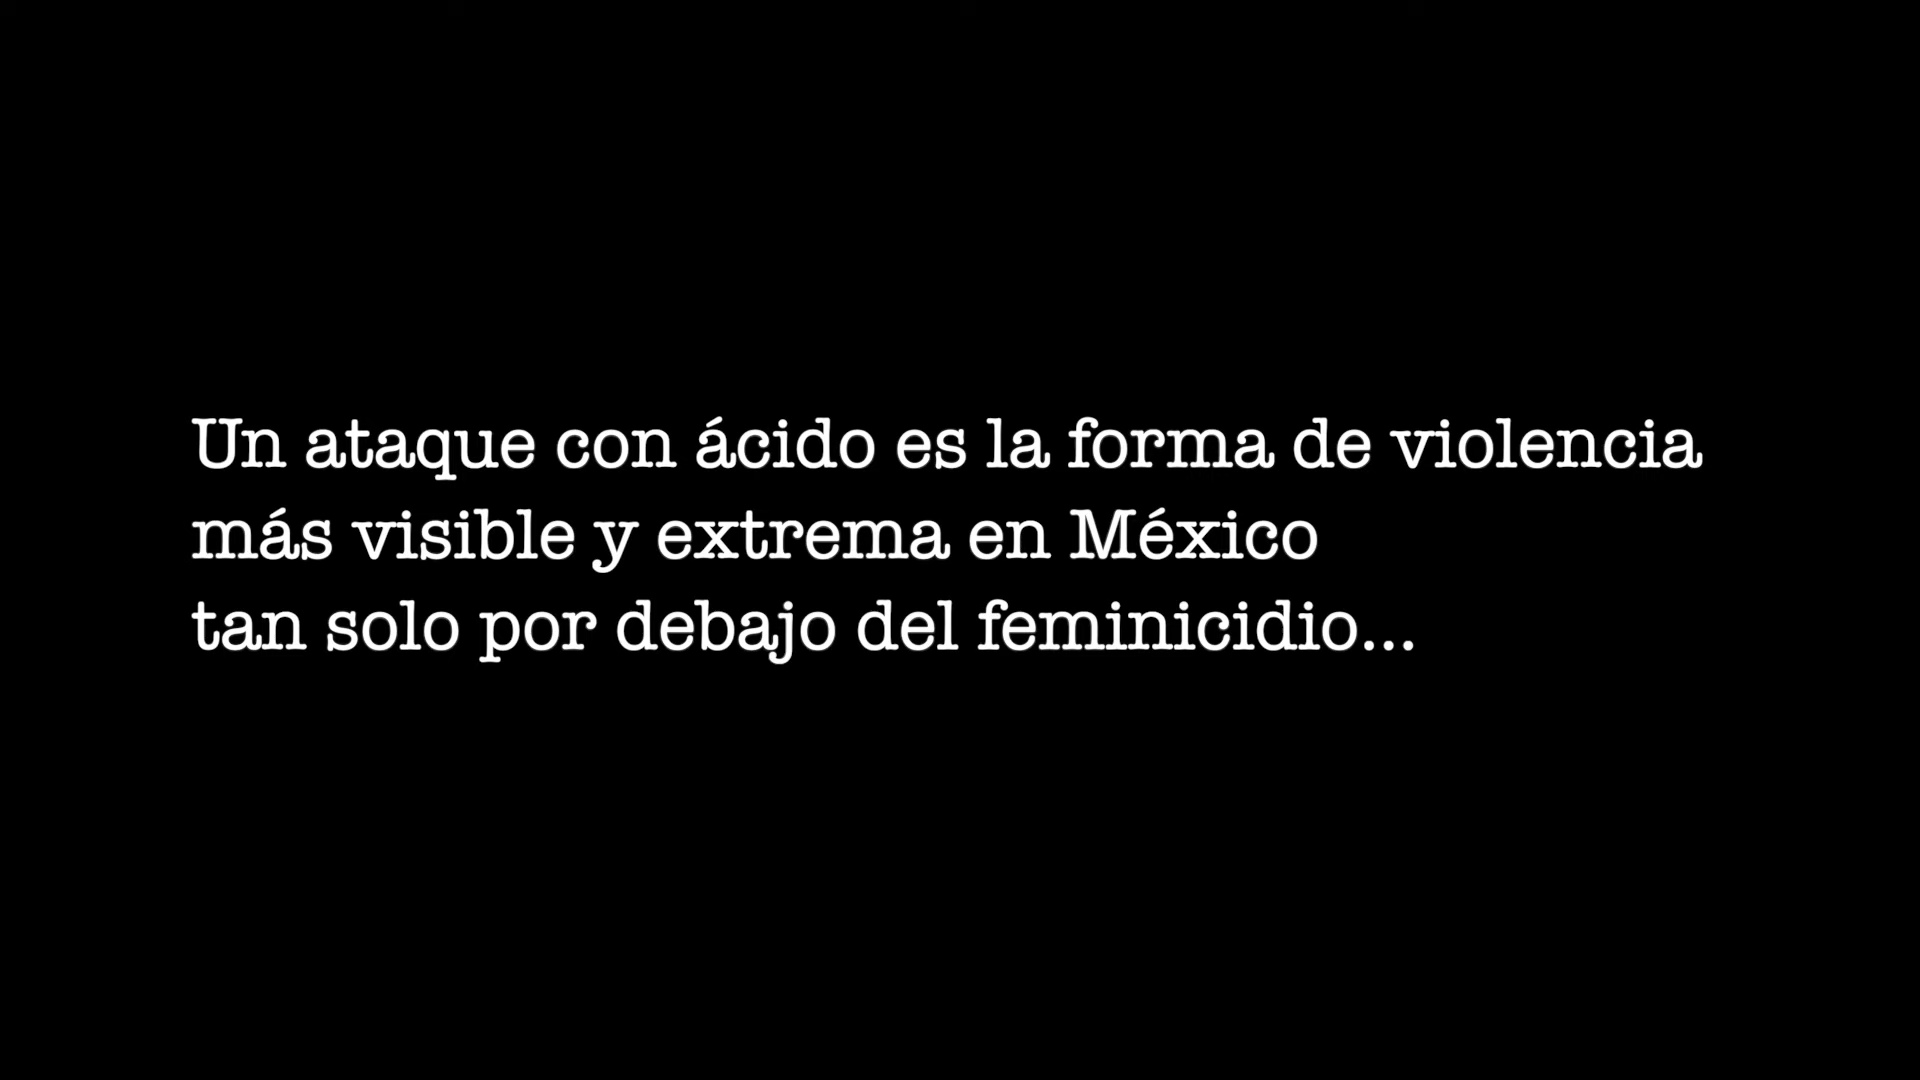 Un ataque con ácido es la forma de violencia
más visible y extrema en México
tan solo por debajo del feminicidio...